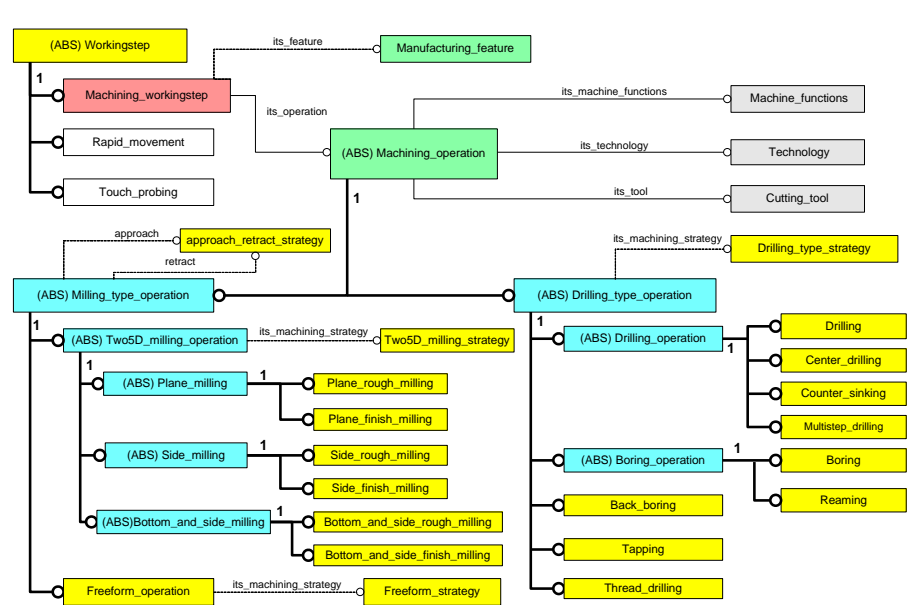 (ABS) Workingstep
its_feature
Manufacturing_feature
1
Machining_workingstep
its_operation
its_machine_functions
Machine_functions
Rapid_movement
(ABS) Machining_operation
its_technology
Technology
Touch_probing
1
its_tool
Cutting_tool
approach
approach_retract_strategy
retract
its_machining_strategy
Drilling_type_strategy
(ABS) Milling_type_operation
(ABS) Drilling_type_operation
1
(ABS) Two5D_milling_operation
its_machining_strategy
Two5D_milling_strategy
1
(ABS) Drilling_operation
1
Drilling
Center_drilling
Counter_sinking
Multistep_drilling
1
(ABS) Plane_milling
1
Plane_rough_milling
Plane_finish_milling
(ABS) Side_milling
1
Side_rough_milling
Side_finish_milling
(ABS) Boring_operation
1
Boring
Reaming
(ABS)Bottom_and_side_milling
1
Bottom_and_side_rough_milling
Bottom_and_side_finish_milling
Back_boring
Tapping
Thread_drilling
Freeform_operation
its_machining_strategy
Freeform_strategy